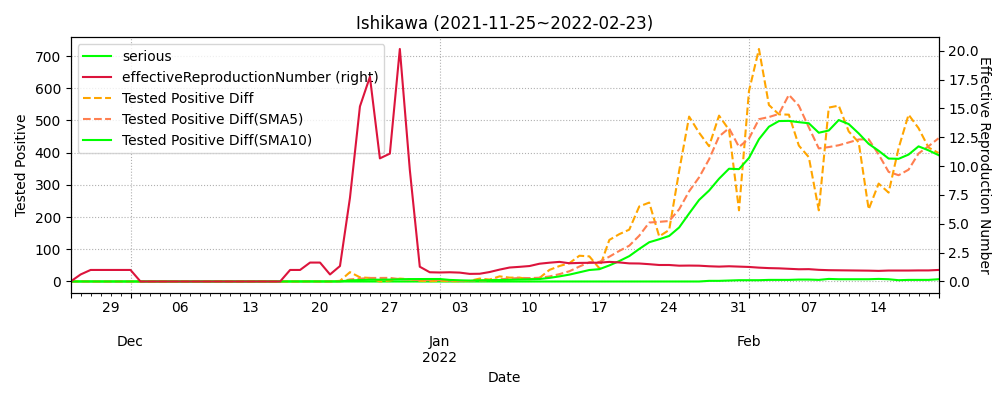 Ishikawa (2021-11-25~2022-02-23)
serious
effectiveReproductionNumber (right)
Tested Positive Diff
Tested Positive Diff(SMA5)
Tested Positive Diff(SMA10)
Tested Positive
700
600
500
400
300
200
100
0
20.0
17.5
15.0
12.5
10.0
7.5
5.0
2.5
0.0
Effective Reproduction Number
29 06 13 20 27 03 10 17 24 31 07 14
Dec Jan Feb
2022
Date